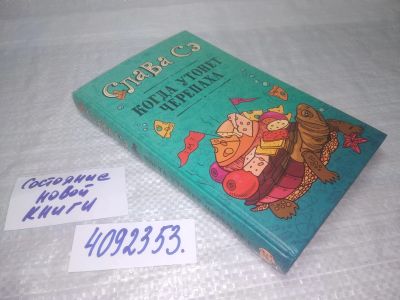 Слава Сэ
КОГДА УТОНЕТ
ЧЕРЕПАХА
Состояние
новой
книги
4092353.